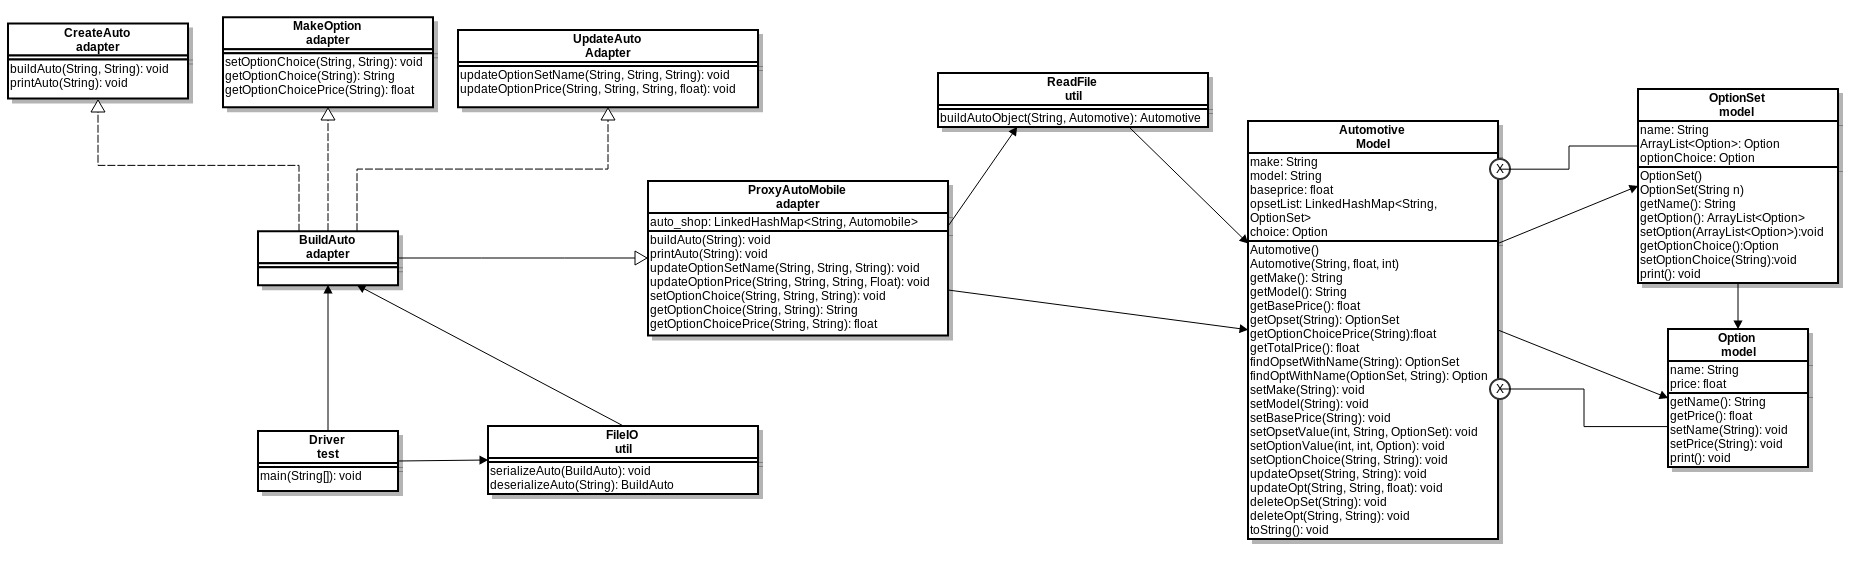 CreateAuto
adapter
buildAuto(String, String): void
printAuto(String): void
MakeOption
adapter
setOptionChoice(String, String): void
getOptionChoice(String): String
getOptionChoicePrice(String): float
UpdateAuto
Adapter
updateOptionSetName(String, String, String): void
updateOptionPrice(String, String, String, float): void
BuildAuto
adapter
Driver
test
main(String[]): void
FileIO
util
serializeAuto(BuildAuto): void
deserializeAuto(String): BuildAuto
ProxyAutoMobile
adapter
auto_shop: LinkedHashMap<String, Automobile>
buildAuto(String): void
printAuto(String): void
updateOptionSetName(String, String, String): void
updateOptionPrice(String, String, String, Float): void
setOptionChoice(String, String, String): void
getOptionChoice(String, String): String
getOptionChoicePrice(String, String): float
ReadFile
util
buildAutoObject(String, Automotive): Automotive
Automotive
Model
make: String
model: String
baseprice: float
opsetList: LinkedHashMap<String,
OptionSet>
choice: Option
Automotive()
Automotive(String, float, int)
getMake(): String
getModel(): String
getBasePrice(): float
getOpset(String): OptionSet
getOptionChoicePrice(String):float
getTotalPrice(): float
findOpsetWithName(String): OptionSet
findOptWithName(OptionSet, String): Option
setMake(String): void
setModel(String): void
setBasePrice(String): void
setOpsetValue(int, String, OptionSet): void
setOptionValue(int, int, Option): void
setOptionChoice(String, String): void
updateOpset(String, String): void
updateOpt(String, String, float): void
deleteOpSet(String): void
deleteOpt(String, String): void
toString(): void
X
X
OptionSet
model
name: String
ArrayList<Option>: Option
optionChoice: Option
OptionSet()
OptionSet(String n)
getName(): String
getOption(): ArrayList<Option>
setOption(ArrayList<Option>):void
getOptionChoice():Option
setOptionChoice(String):void
print(): void
Option
model
name: String
price: float
getName(): String
getPrice(): float
setName(String): void
setPrice(String): void
print(): void